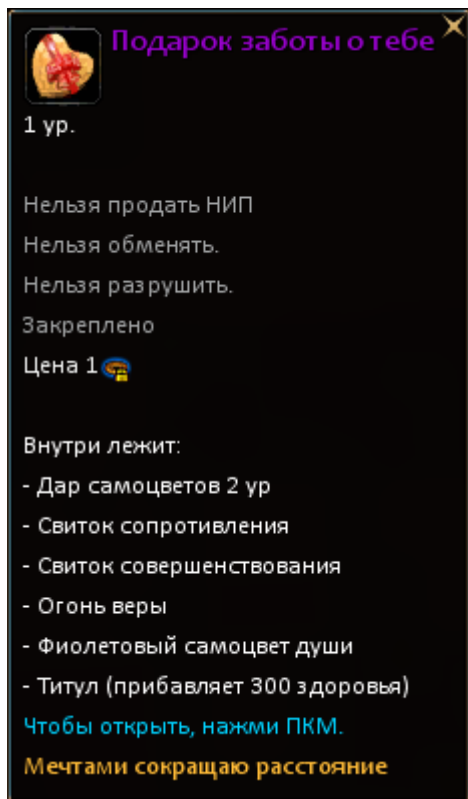 Подарок заботы о тебе
1 ур.
Нельзя продать НИП
Нельзя обменять.
Нельзя разрушить.
Закреплено
Цена 1
Внутри лежит:
- Дар самоцветов 2 ур
- Свиток сопротивления
- Свиток совершенствования
- Огонь веры
- Фиолетовый самоцвет души
- Титул (прибавляет 300 здоровья)
Чтобы открыть, нажми ПКМ.
Мечтами сокращаю расстояние